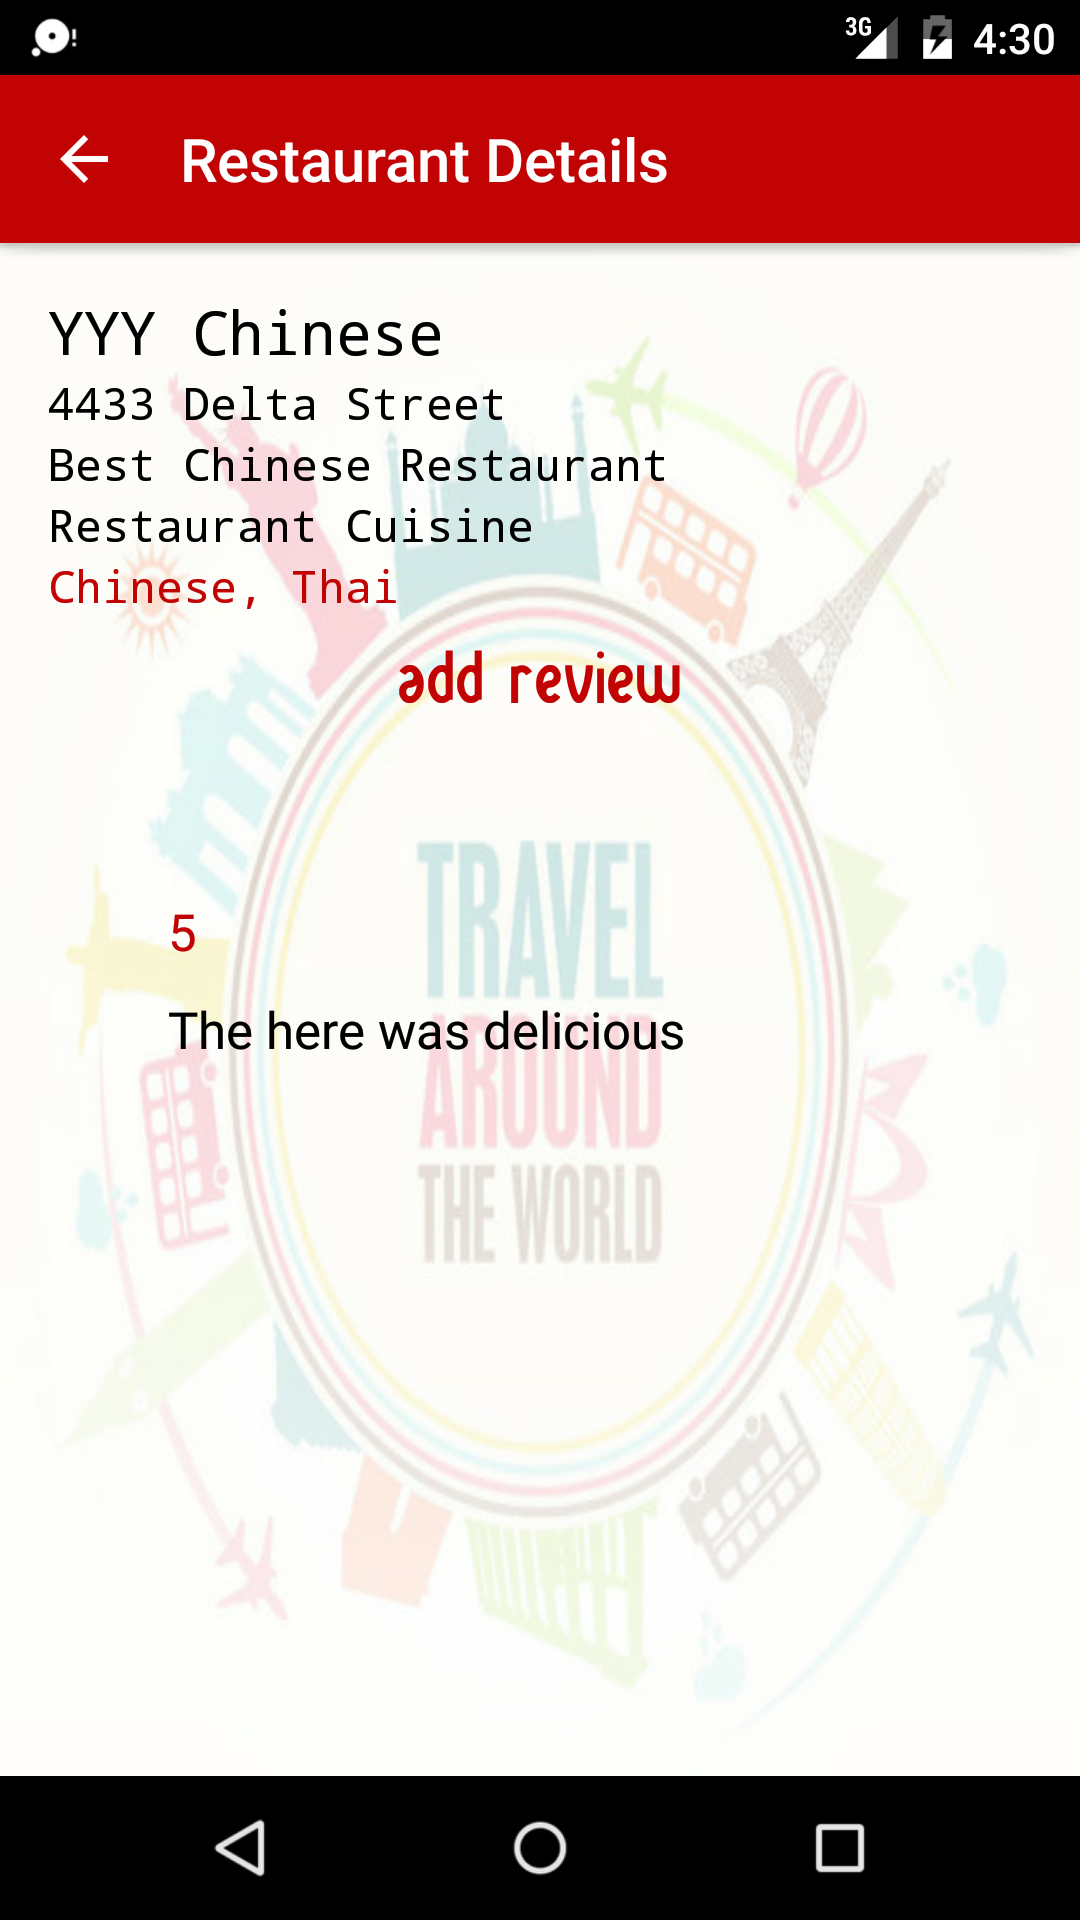 3G 4:30
Restaurant Details
YYY Chinese
4433 Delta Street
Best Chinese Restaurant
Restaurant Cuisine
Chinese, Thai
add review
5
The here was delicious
TRAVEL
AROUND
THE WORLD